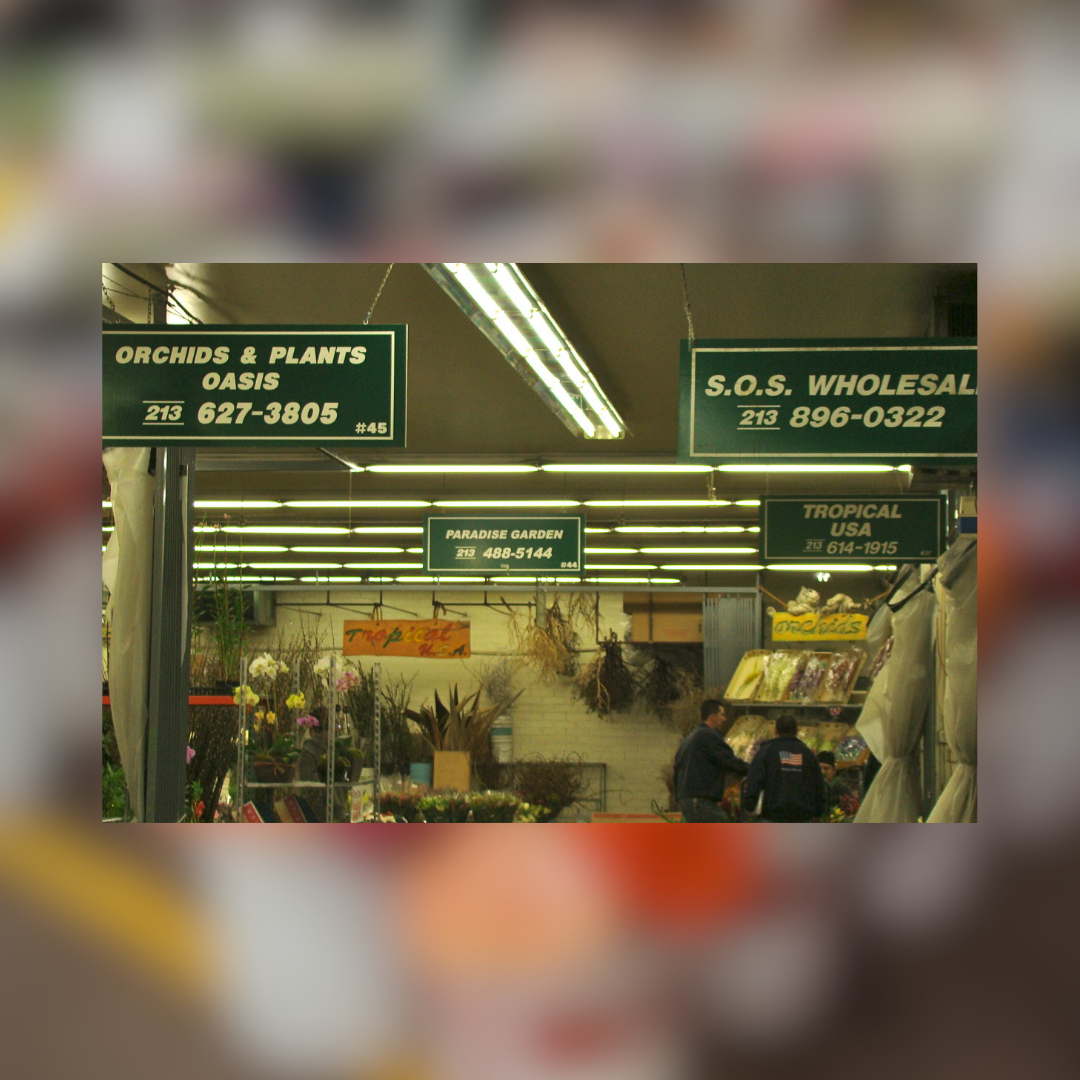 ORCHIDS & PLANTS
OASIS
213 627-3805
#45
S.O.S. WHOLESAL
213 896-0322
PARADISE GARDEN
213 488-5144
#44
TROPICAL
USA
213 614-1915
Tropical
U.S.A.
orchids